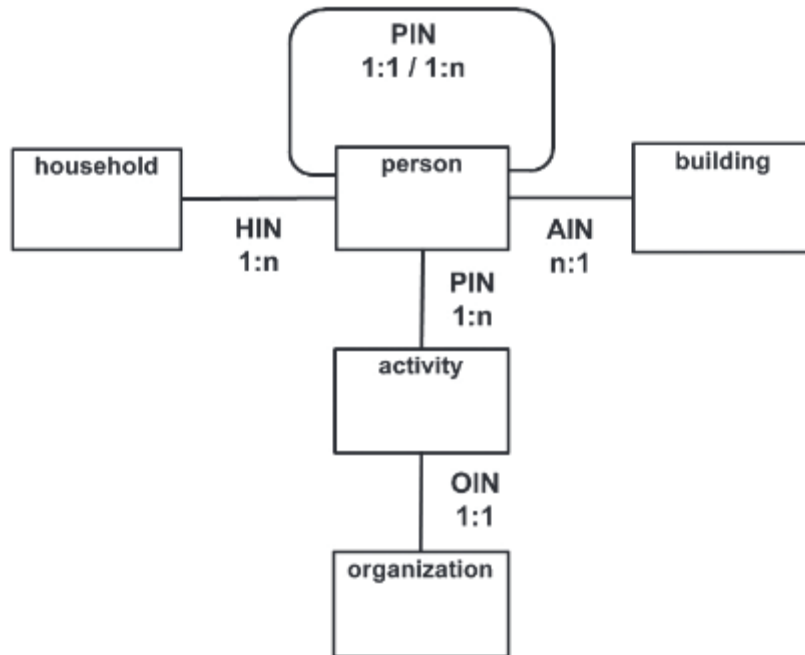 PIN
1:1 / 1:n
household
person
building
HIN
1:n
AIN
n:1
PIN
1:n
activity
OIN
1:1
organization